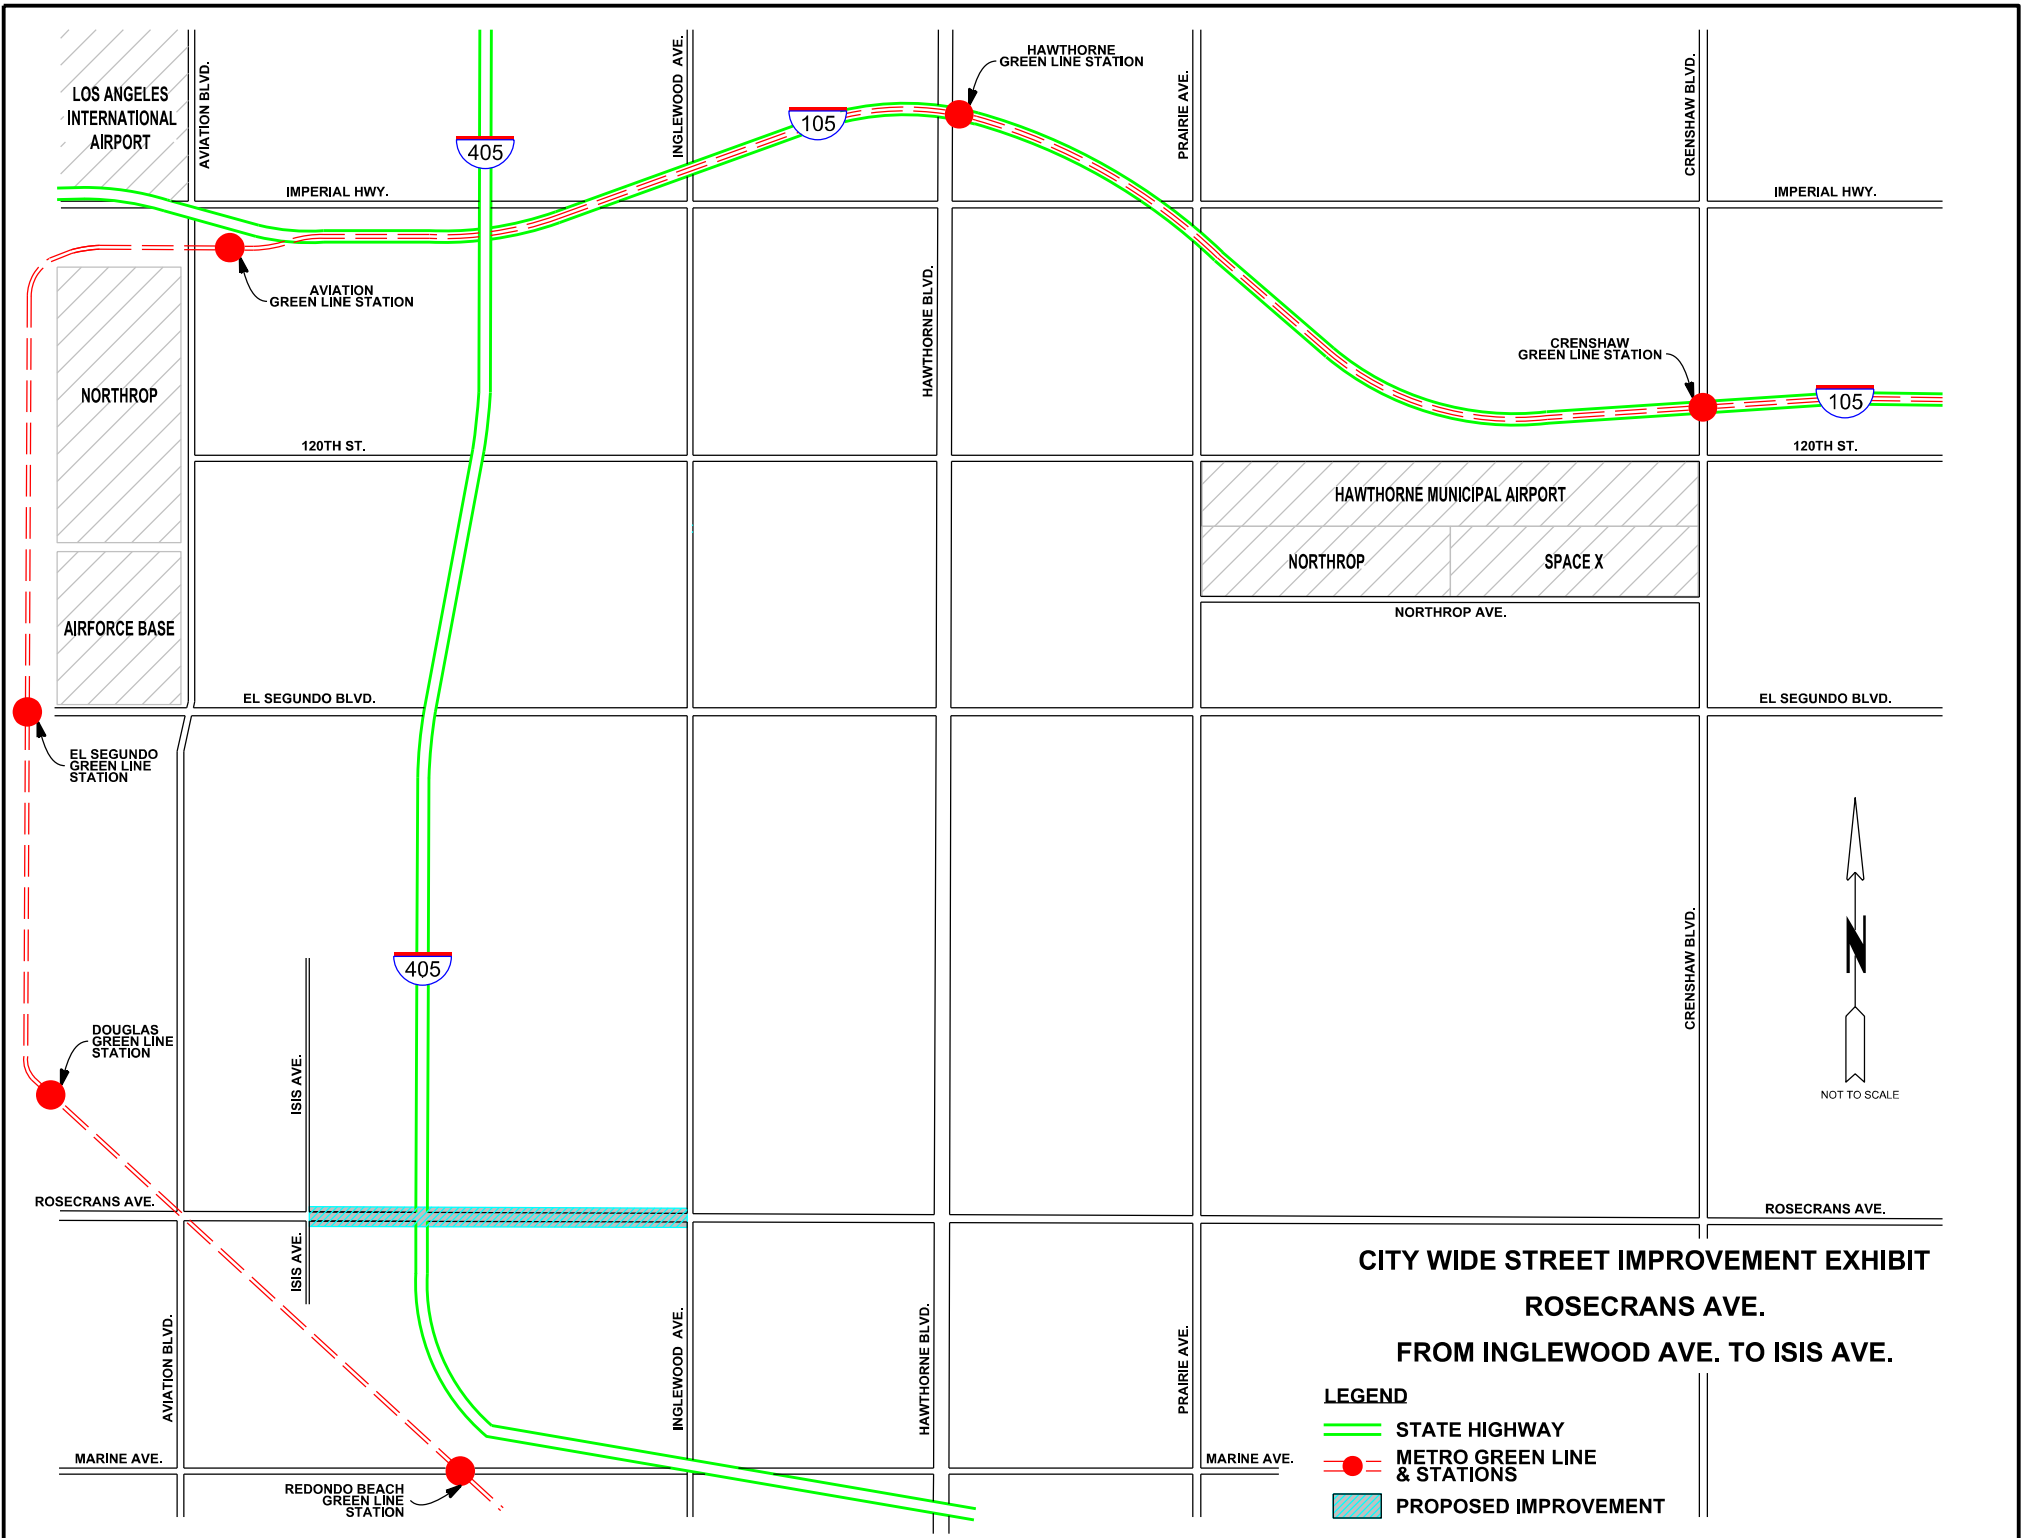 HAWTHORNE
GREEN LINE STATION
LOS ANGELES
INTERNATIONAL
AIRPORT
AVIATION BLVD.
405
INGLEWOOD AVE.
105
PRAIRIE AVE.
CRENSHAW BLVD.
IMPERIAL HWY.
IMPERIAL HWY.
AVIATION
GREEN LINE STATION
HAWTHORNE BLVD.
CRENSHAW
GREEN LINE STATION
105
NORTHROP
120TH ST.
120TH ST.
HAWTHORNE MUNICIPAL AIRPORT
NORTHROP
SPACE X
NORTHROP AVE.
AIRFORCE BASE
EL SEGUNDO BLVD.
EL SEGUNDO BLVD.
EL SEGUNDO
GREEN LINE
STATION
405
CRENSHAW BLVD.
N
NOT TO SCALE
DOUGLAS
GREEN LINE
STATION
ISIS AVE.
ROSECRANS AVE.
ROSECRANS AVE.
ISIS AVE.
CITY WIDE STREET IMPROVEMENT EXHIBIT
ROSECRANS AVE.
FROM INGLEWOOD AVE. TO ISIS AVE.
AVIATION BLVD.
INGLEWOOD AVE.
HAWTHORNE BLVD.
PRAIRIE AVE.
LEGEND
STATE HIGHWAY
METRO GREEN LINE
& STATIONS
PROPOSED IMPROVEMENT
MARINE AVE.
MARINE AVE.
REDONDO BEACH
GREEN LINE
STATION